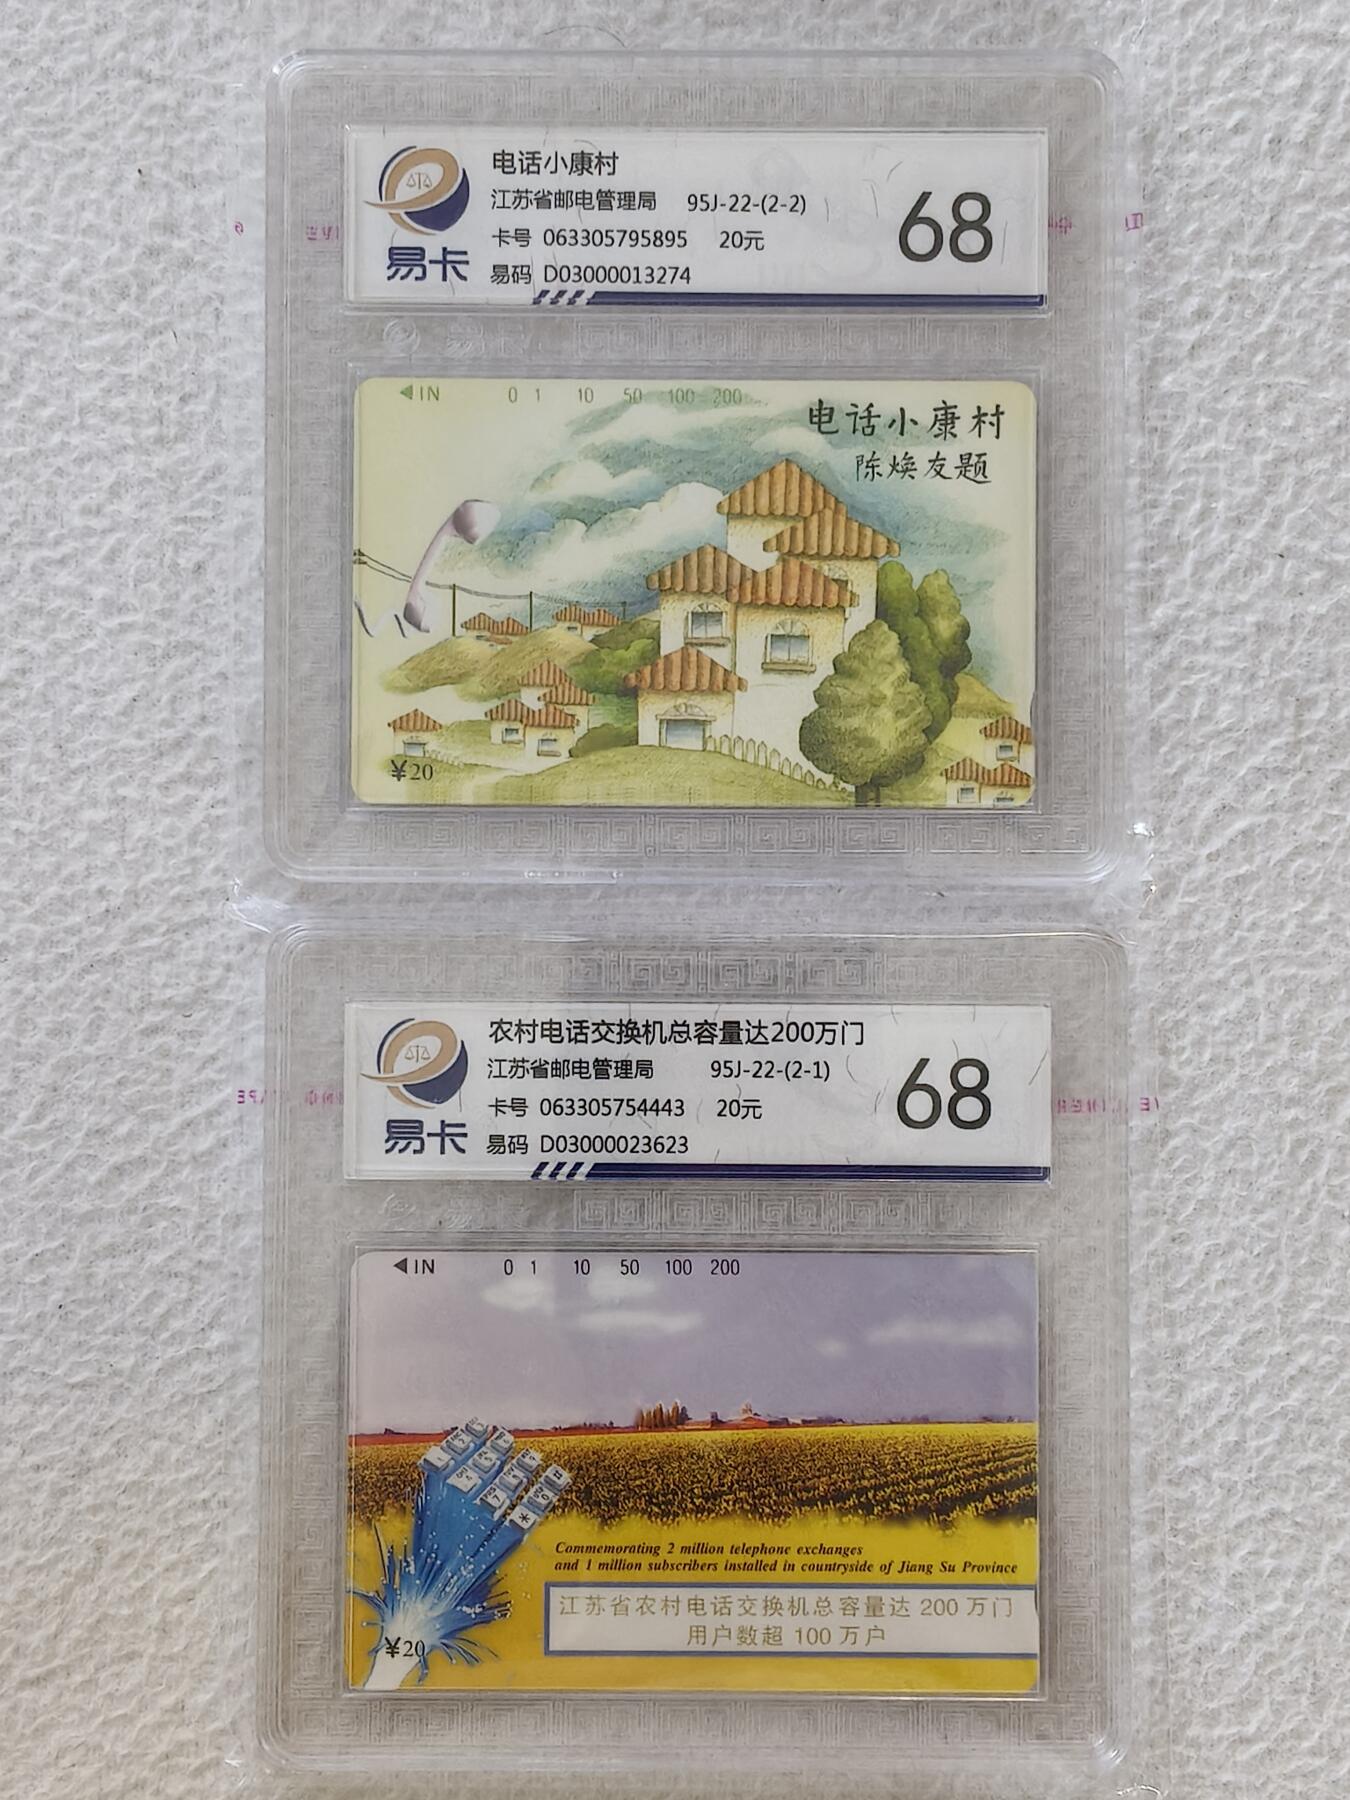 电话小康村
江苏省邮电管理局 95J-22-(2-2)
卡号 063305795895 20元
易码 D03000013274
68
易卡
IN 0 1 10 50 100 200
电话小康村
陈焕友题
¥20
农村电话交换机总容量达200万门
江苏省邮电管理局 95J-22-(2-1)
卡号 063305754443 20元
易码 D03000023623
68
易卡
IN 0 1 10 50 100 200
Commemorating 2 million telephone exchanges
and 1 million subscribers installed in countryside of Jiang Su Province
江苏省农村电话交换机总容量达 200 万门
用户数超 100 万户
¥20